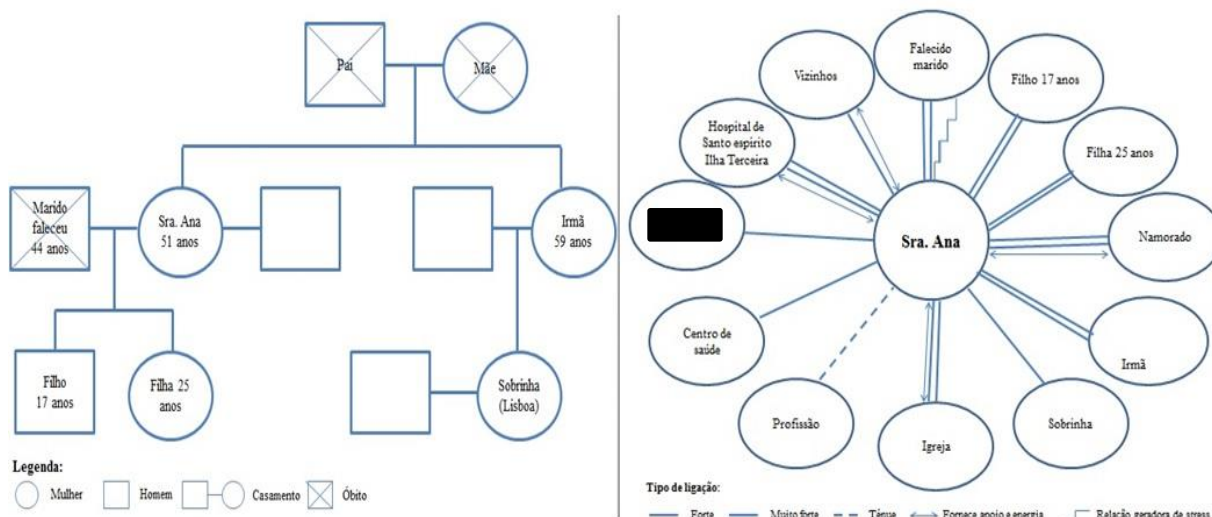 Pai
Mãe
Marido
faleceu
44 anos
Sra. Ana
51 anos
Irmã
59 anos
Filho
17 anos
Filha 25
anos
Sobrinha
(Lisboa)
Legenda:
Mulher
Homem
Casamento
Óbito
Falecido
marido
Vizinhos
Filho 17 anos
Hospital de
Santo espírito
Ilha Terceira
Filha 25 anos
Sra. Ana
Namorado
Centro de
saúde
Irmã
Profissão
Igreja
Sobrinha
Tipo de ligação:
Forte
Muito forte
Ténue
Fornece apoio e energia
Relação geradora de stress